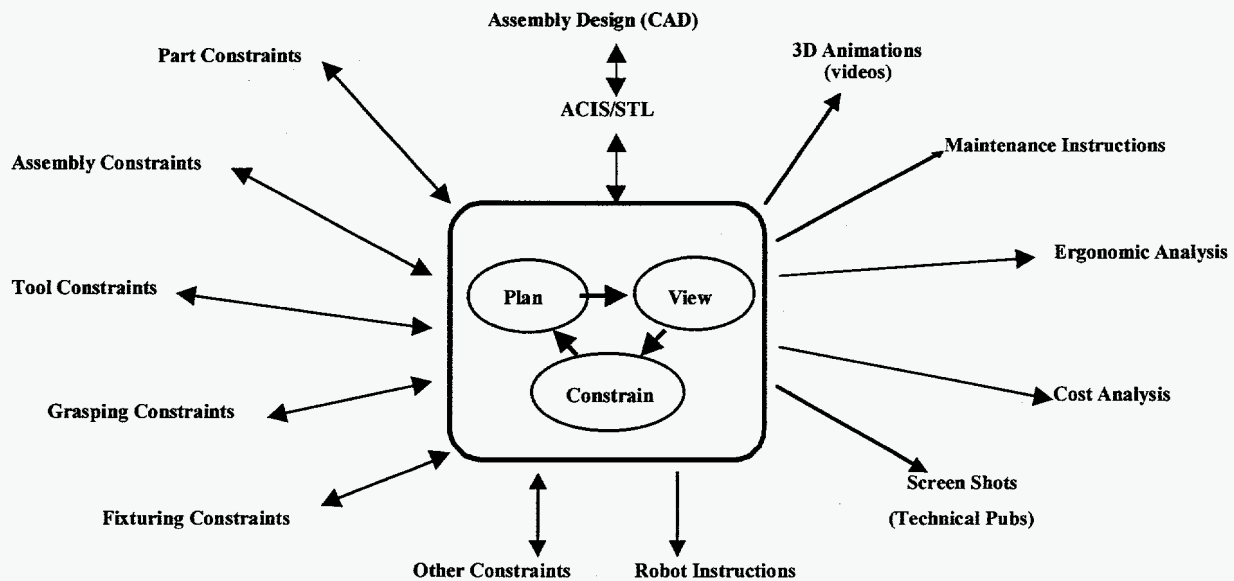 Assembly Design (CAD)
Part Constraints
3D Animations
(videos)
ACIS/STL
Assembly Constraints
Maintenance Instructions
Ergonomic Analysis
Tool Constraints
Plan
View
Constrain
Cost Analysis
Grasping Constraints
Screen Shots
(Technical Pubs)
Fixturing Constraints
Other Constraints
Robot Instructions